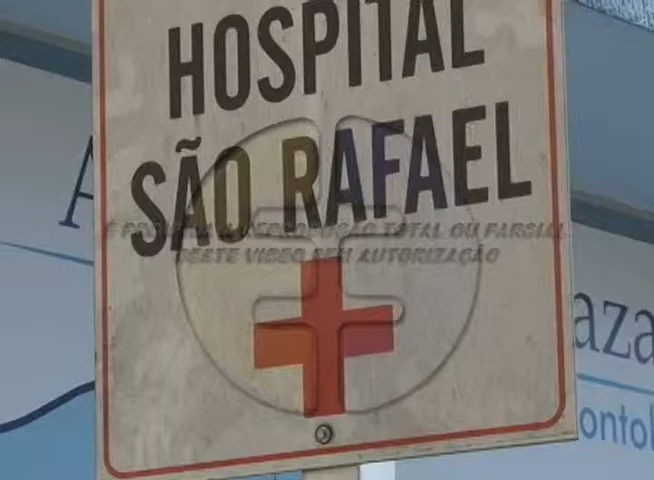 HOSPITAL
SÃO RAFAEL
A
É PROIBIDA A REPRODUÇÃO TOTAL OU PARCIAL
DESTE VIDEO SEM AUTORIZAÇÃO
aza
ontol